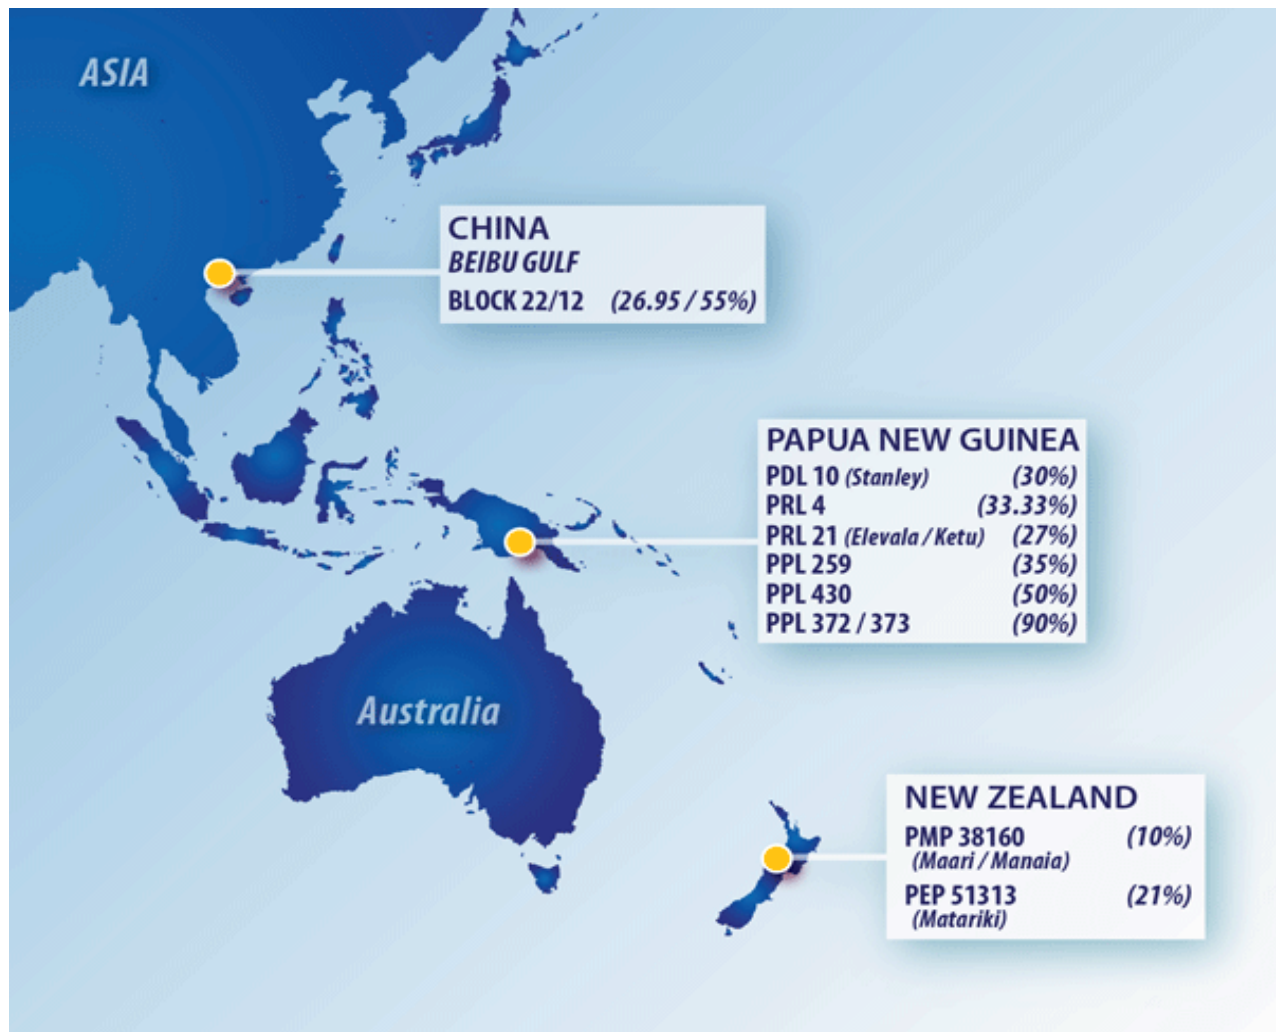 ASIA
CHINA
BEIBU GULF
BLOCK 22/12 (26.95 / 55%)
PAPUA NEW GUINEA
PDL 10 (Stanley) (30%)
PRL 4 (33.33%)
PRL 21 (Elevala / Ketu) (27%)
PPL 259 (35%)
PPL 430 (50%)
PPL 372 / 373 (90%)
Australia
NEW ZEALAND
PMP 38160 (10%)
(Maari / Manaia)
PEP 51313 (21%)
(Matariki)